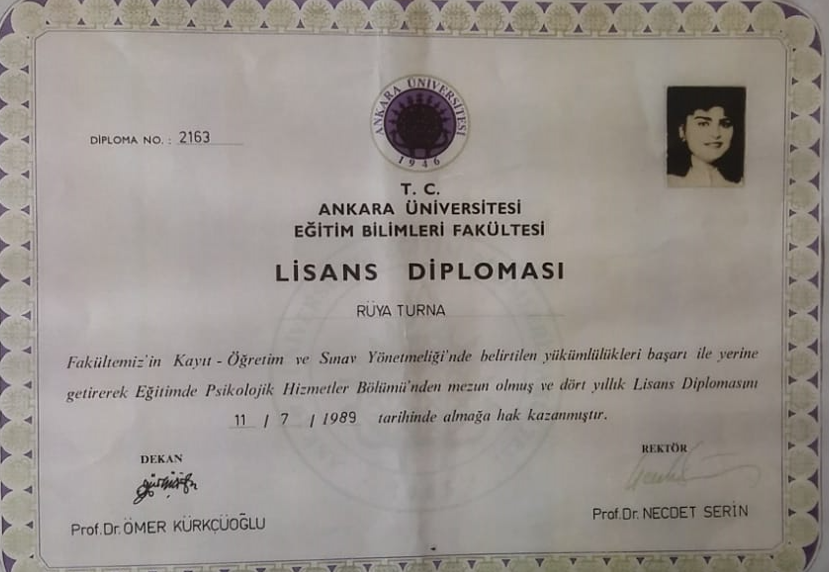 DİPLOMA NO. : 2163
ANKARA ÜNİVERSİTESİ
1946
T. C.
ANKARA ÜNİVERSİTESİ
EĞİTİM BİLİMLERİ FAKÜLTESİ
LİSANS DİPLOMASI
RÜYA TURNA
Fakültemiz'in Kayıt - Öğretim ve Sınav Yönetmeliği'nde belirtilen yükümlülükleri başarı ile yerine
getirerek Eğitimde Psikolojik Hizmetler Bölümü'nden mezun olmuş ve dört yıllık Lisans Diplomasını
11 / 7 / 1989 tarihinde almağa hak kazanmıştır.
DEKAN
Prof.Dr.ÖMER KÜRKÇÜOĞLU
REKTÖR
Prof.Dr. NECDET SERİN